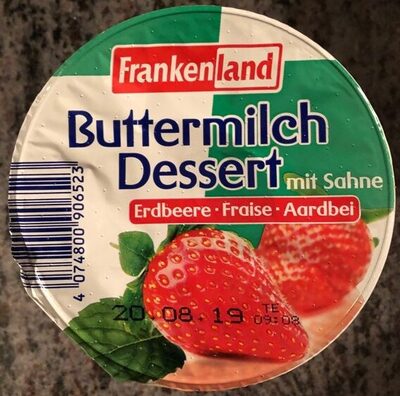 Frankenland
Buttermilch
Dessert mit Sahne
Erdbeere · Fraise · Aardbei
4 074800 906523
20.08.19 TE
09:08